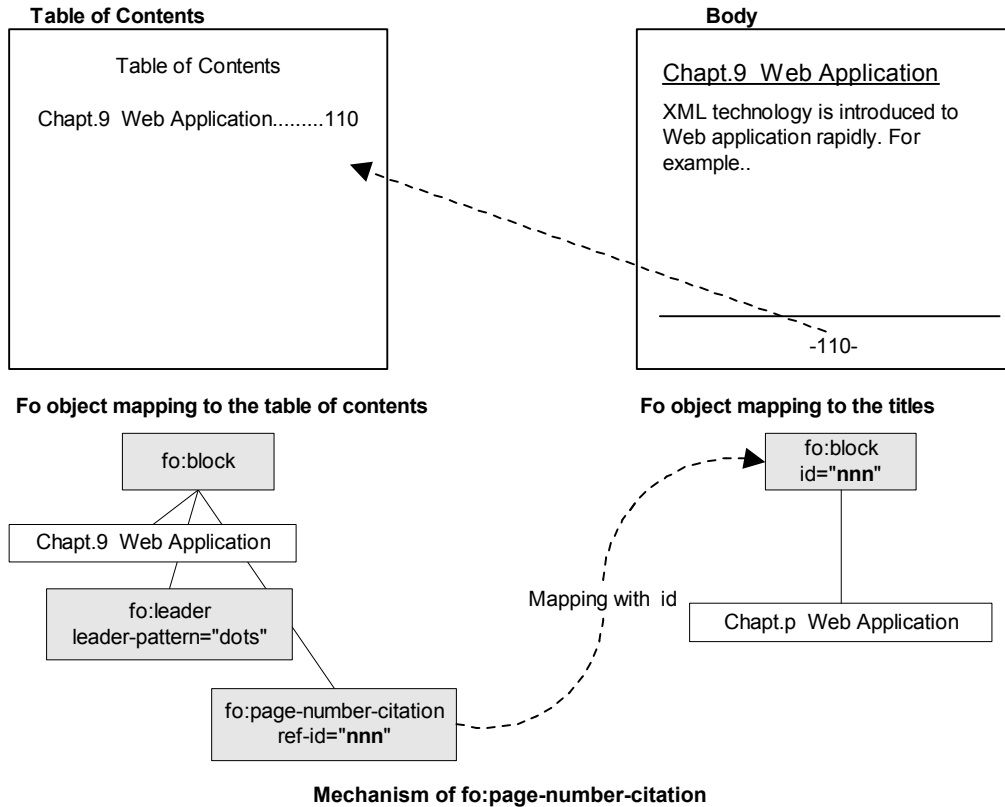 Table of Contents
Table of Contents
Chapt.9 Web Application.........110
Body
Chapt.9 Web Application
XML technology is introduced to
Web application rapidly. For
example..
-110-
Fo object mapping to the table of contents
fo:block
Chapt.9 Web Application
fo:leader
leader-pattern="dots"
fo:page-number-citation
ref-id="nnn"
Mapping with id
Fo object mapping to the titles
fo:block
id="nnn"
Chapt.p Web Application
Mechanism of fo:page-number-citation